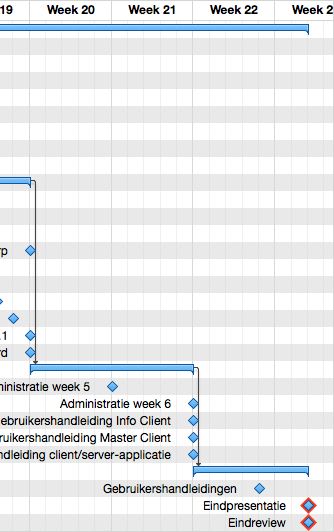 19 Week 20 Week 21 Week 22 Week 2
rp
.1
rd
ministratie week 5
Administratie week 6
ebruikershandleiding Info Client
ruikershandleiding Master Client
ndleiding client/server-applicatie
Gebruikershandleidingen
Eindpresentatie
Eindreview